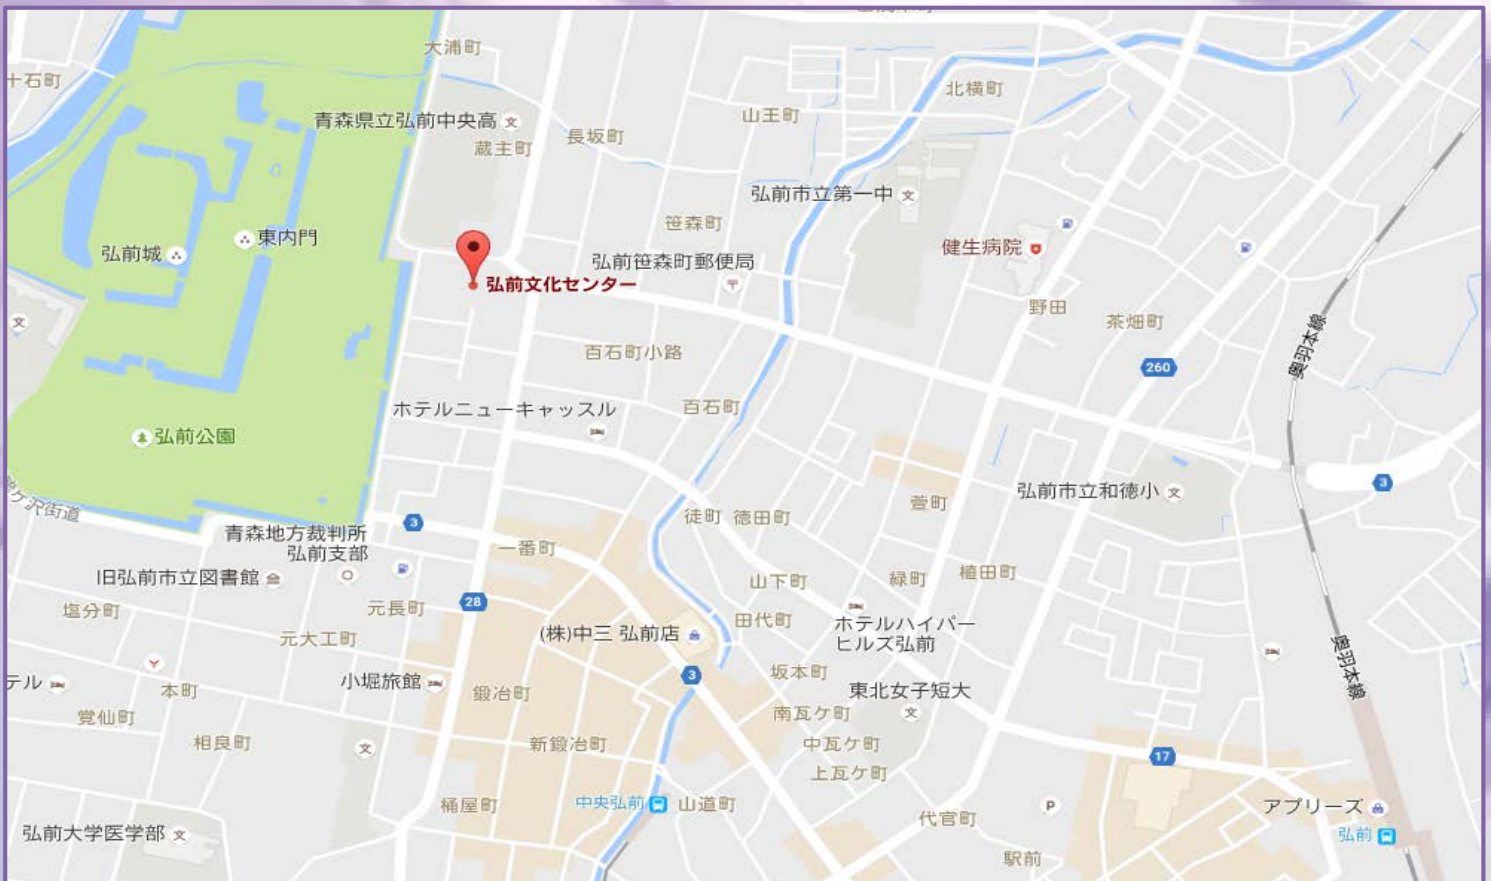 大浦町
十石町
北横町
青森県立弘前中央高
山王町
長坂町
蔵主町
弘前市立第一中
笹森町
東内門
弘前城
健生病院
弘前笹森町郵便局
弘前文化センター
野田
茶畑町
奥羽本線
百石町小路
260
ホテルニューキャッスル
百石町
弘前公園
3
弘前市立和徳小
萱町
ケ沢街道
徒町
徳田町
3
青森地方裁判所
弘前支部
一番町
旧弘前市立図書館
山下町
緑町
植田町
塩分町
元長町
28
田代町
ホテルハイパー
ヒルズ弘前
元大工町
(株)中三 弘前店
奥羽本線
坂本町
3
小堀旅館
テル
本町
鍛冶町
東北女子短大
覚仙町
南瓦ケ町
相良町
新鍛冶町
中瓦ケ町
17
上瓦ケ町
桶屋町
中央弘前
山道町
P
アプリーズ
代官町
弘前大学医学部
弘前
駅前